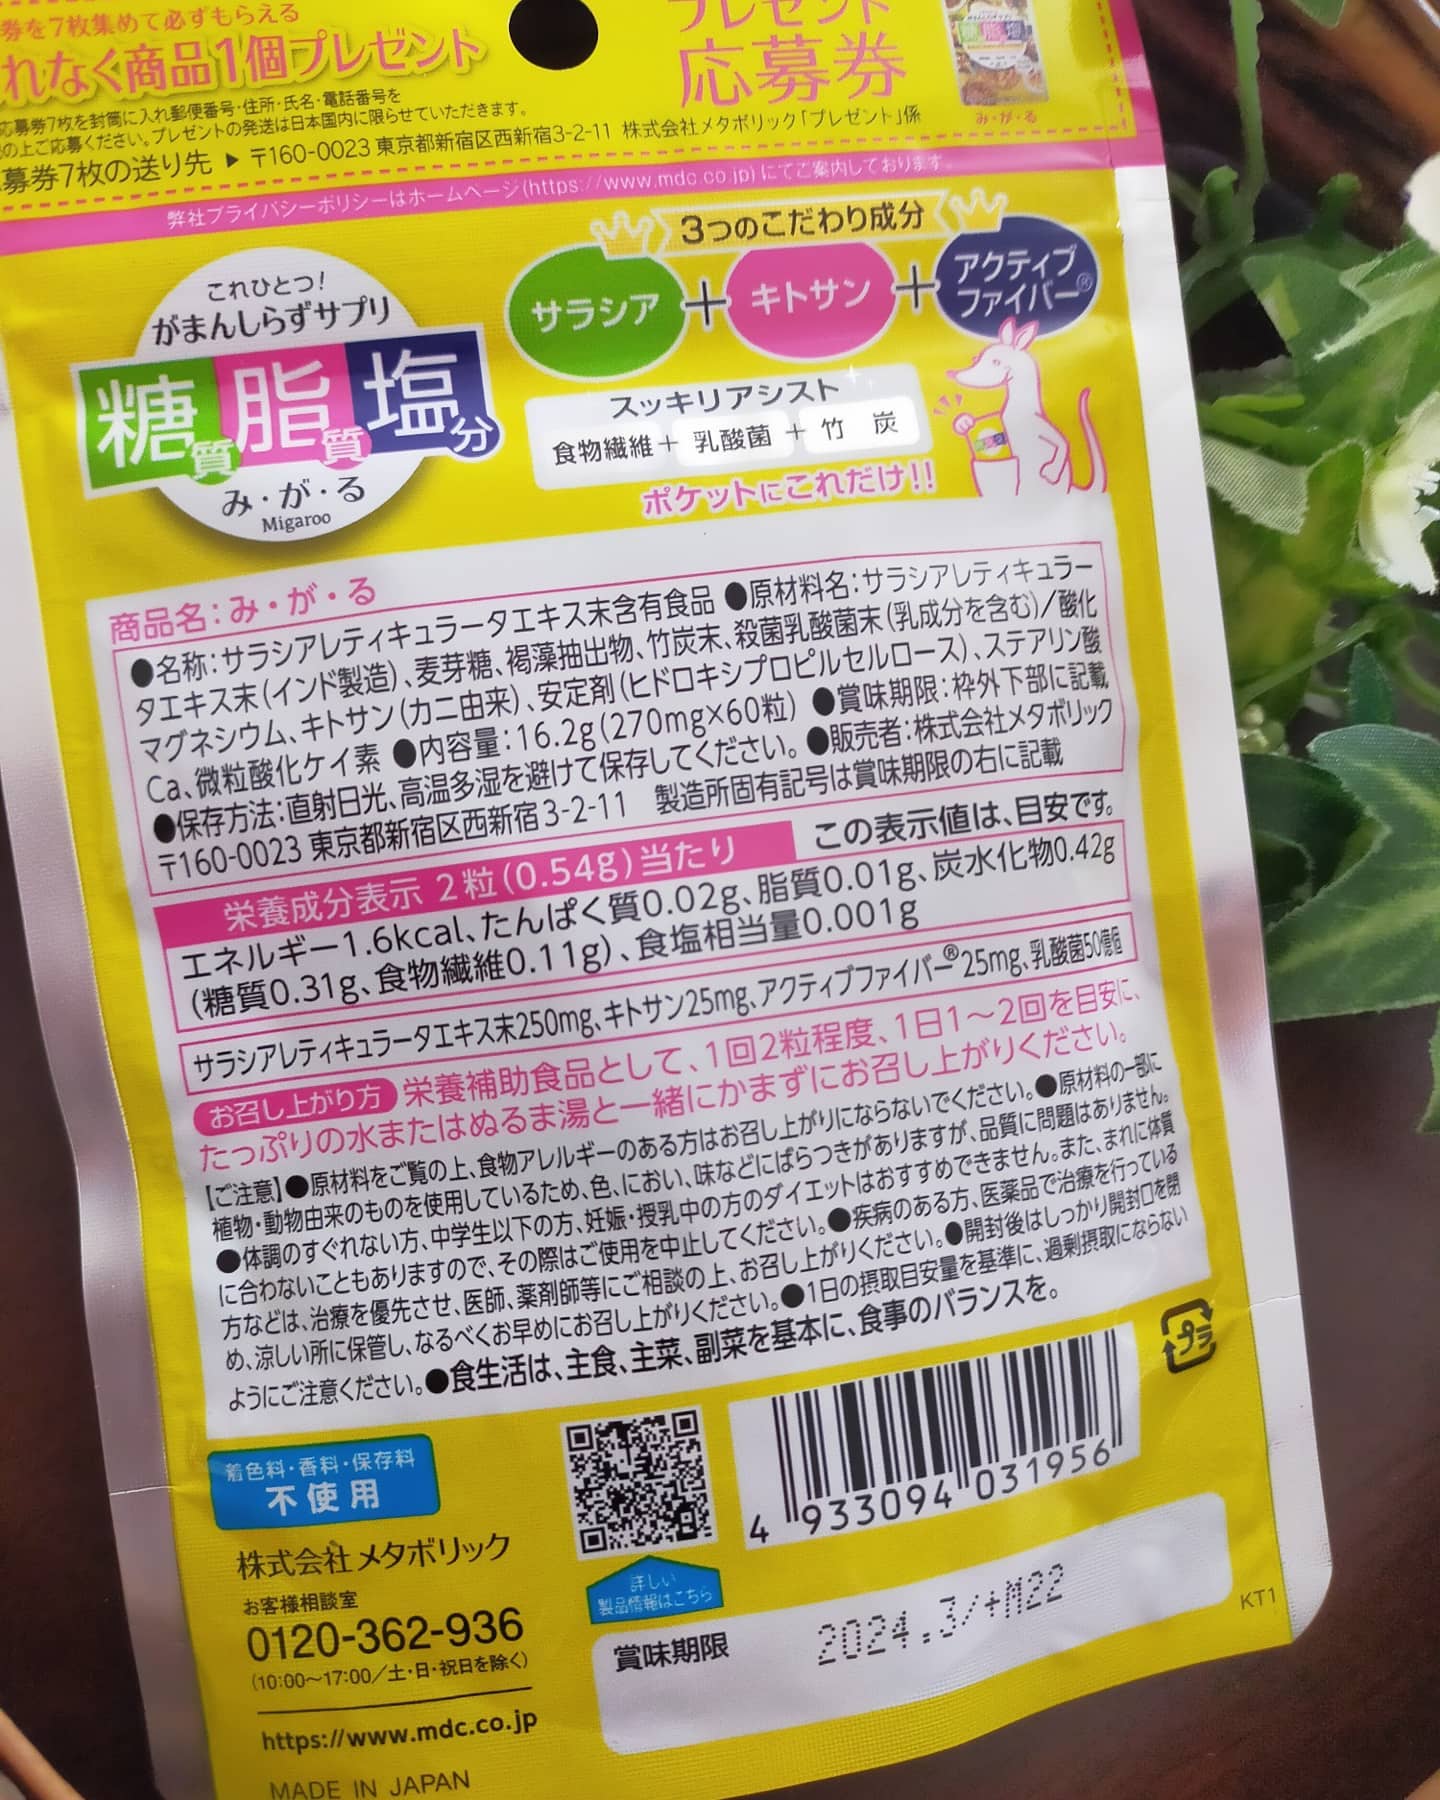 券を7枚集めて必ずもらえる
れなく商品1個プレゼント
応募券7枚を封筒に入れ郵便番号・住所・氏名・電話番号を
の上ご応募ください。プレゼントの発送は日本国内に限らせていただきます。
募券7枚の送り先 ▶ 〒160-0023 東京都新宿区西新宿3-2-11 株式会社メタボリック「プレゼント」係
プレゼント
応募券
み・が・る
弊社プライバシーポリシーはホームページ(https://www.mdc.co.jp)にてご案内しております。
これひとつ!
がまんしらずサプリ
糖質脂質塩分
み・が・る
Migaroo
3つのこだわり成分
サラシア+キトサン+アクティブファイバー®
スッキリアシスト
食物繊維+乳酸菌+竹炭
ポケットにこれだけ!!
商品名:み・が・る
●名称:サラシアレティキュラータエキス末含有食品 ●原材料名:サラシアレティキュラー
タエキス末(インド製造)、麦芽糖、褐藻抽出物、竹炭末、殺菌乳酸菌末(乳成分を含む)/酸化
マグネシウム、キトサン(カニ由来)、安定剤(ヒドロキシプロピルセルロース)、ステアリン酸
Ca、微粒酸化ケイ素 ●内容量:16.2g(270mg×60粒) ●賞味期限:枠外下部に記載
●保存方法:直射日光、高温多湿を避けて保存してください。●販売者:株式会社メタボリック
〒160-0023 東京都新宿区西新宿3-2-11 製造所固有記号は賞味期限の右に記載
栄養成分表示 2粒(0.54g)当たり この表示値は、目安です。
エネルギー1.6kcal、たんぱく質0.02g、脂質0.01g、炭水化物0.42g
(糖質0.31g、食物繊維0.11g)、食塩相当量0.001g
サラシアレティキュラータエキス末250mg、キトサン25mg、アクティブファイバー®25mg、乳酸菌50億個
お召し上がり方 栄養補助食品として、1回2粒程度、1日1〜2回を目安に、
たっぷりの水またはぬるま湯と一緒にかまずにお召し上がりください。
【ご注意】●原材料をご覧の上、食物アレルギーのある方はお召し上がりにならないでください。●原材料の一部に
植物・動物由来のものを使用しているため、色、におい、味などにばらつきがありますが、品質に問題はありません。
●体調のすぐれない方、中学生以下の方、妊娠・授乳中の方のダイエットはおすすめできません。また、まれに体質
に合わないこともありますので、その際はご使用を中止してください。●疾病のある方、医薬品で治療を行っている
方などは、治療を優先させ、医師、薬剤師等にご相談の上、お召し上がりください。●開封後はしっかり開封口を閉
め、涼しい所に保管し、なるべくお早めにお召し上がりください。●1日の摂取目安量を基準に、過剰摂取にならない
ようにご注意ください。●食生活は、主食、主菜、副菜を基本に、食事のバランスを。
プラ
着色料・香料・保存料
不使用
株式会社メタボリック
お客様相談室
0120-362-936
(10:00〜17:00/土・日・祝日を除く)
https://www.mdc.co.jp
MADE IN JAPAN
詳しい
製品情報はこちら
4 933094 031956
賞味期限 2024.3/+M22
KT1